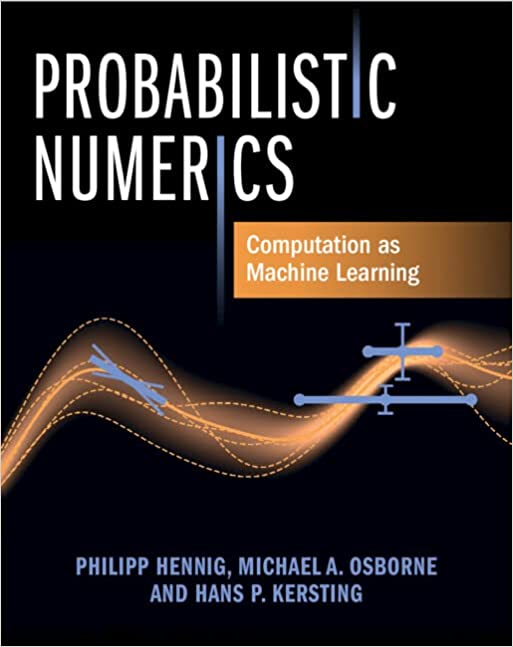 PROBABILISTIC
NUMERICS
Computation as
Machine Learning
PHILIPP HENNIG, MICHAEL A. OSBORNE
AND HANS P. KERSTING